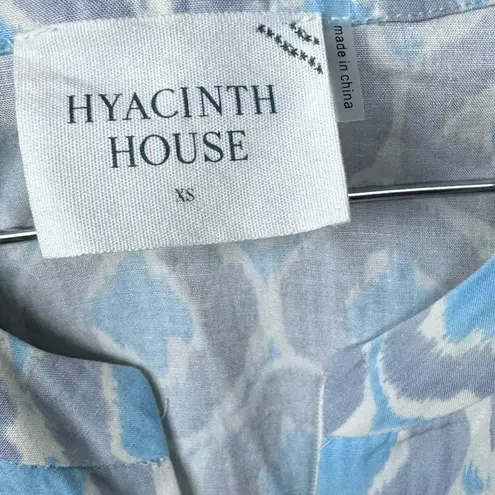 HYACINTH
HOUSE
XS
made in china